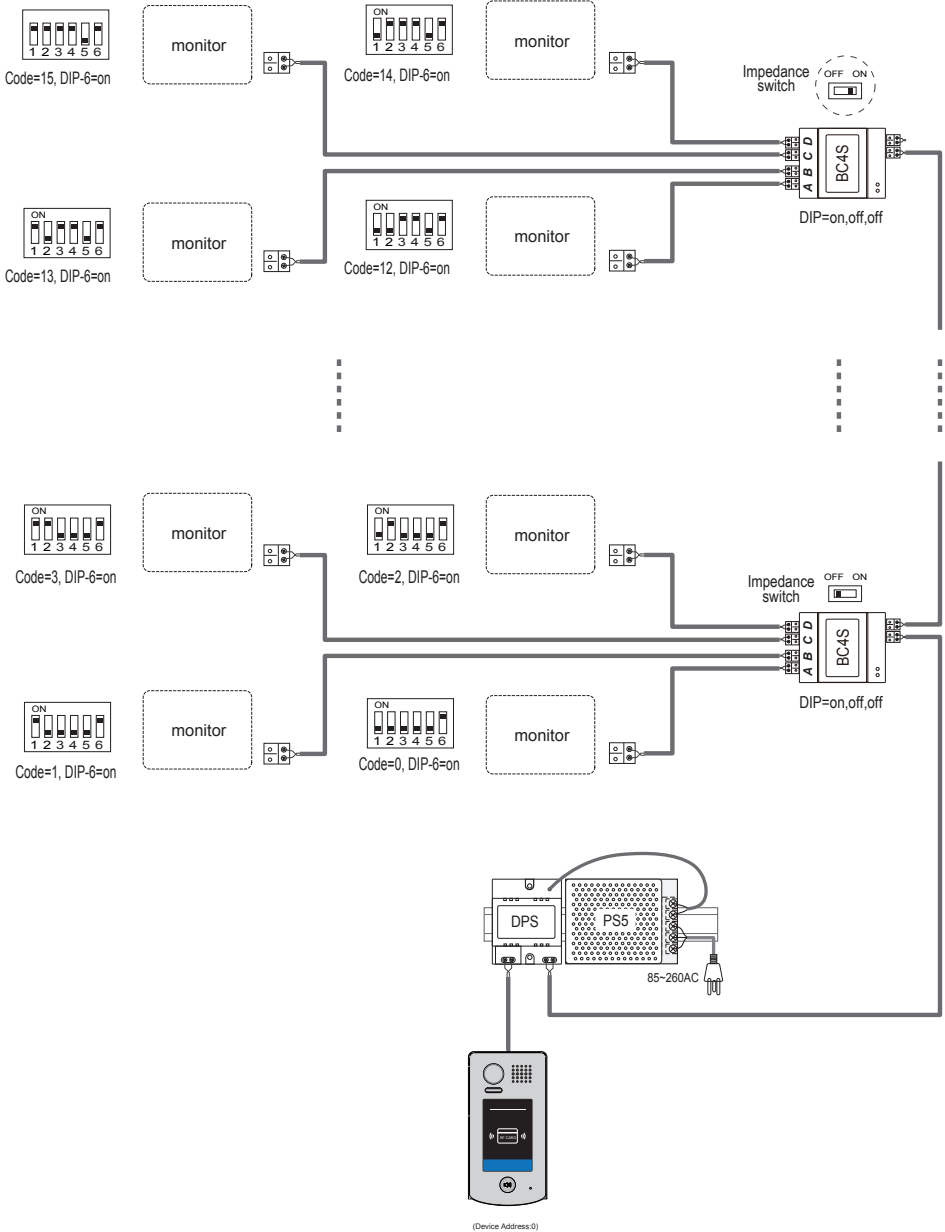 1 2 3 4 5 6
Code=15, DIP-6=on
monitor
ON
1 2 3 4 5 6
Code=14, DIP-6=on
monitor
Impedance
switch
OFF ON
A B C D
BC4S
DIP=on,off,off
ON
1 2 3 4 5 6
Code=13, DIP-6=on
monitor
ON
1 2 3 4 5 6
Code=12, DIP-6=on
monitor
ON
1 2 3 4 5 6
Code=3, DIP-6=on
monitor
ON
1 2 3 4 5 6
Code=2, DIP-6=on
monitor
Impedance
switch
OFF ON
A B C D
BC4S
DIP=on,off,off
ON
1 2 3 4 5 6
Code=1, DIP-6=on
monitor
ON
1 2 3 4 5 6
Code=0, DIP-6=on
monitor
DPS
PS5
85~260AC
RF CARD
(Device Address:0)